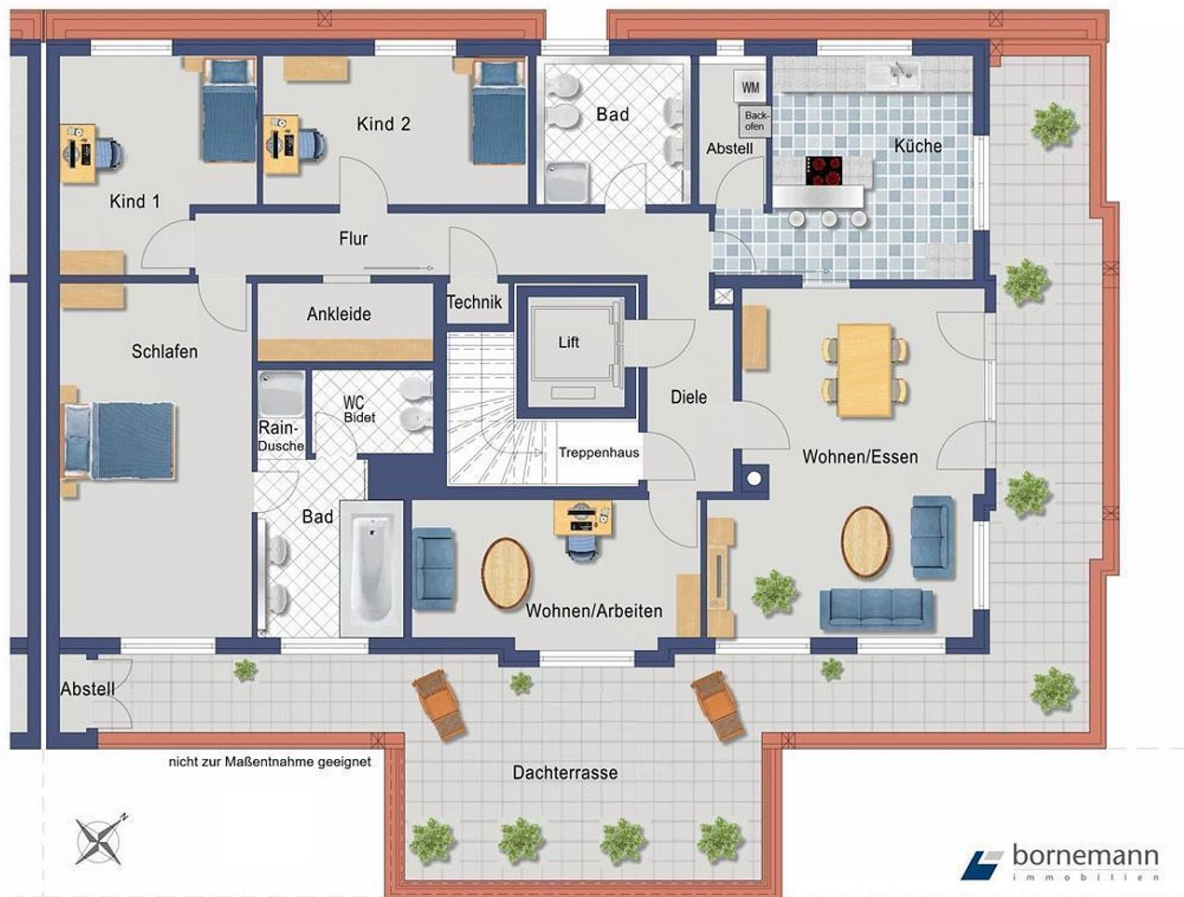 Kind 1
Kind 2
Bad
WM
Back-
ofen
Abstell
Küche
Flur
Technik
Ankleide
Schlafen
Lift
Diele
WC
Bidet
Rain-
Dusche
Treppenhaus
Wohnen/Essen
Bad
Wohnen/Arbeiten
Abstell
nicht zur Maßentnahme geeignet
Dachterrasse
N
bornemann
immobilien